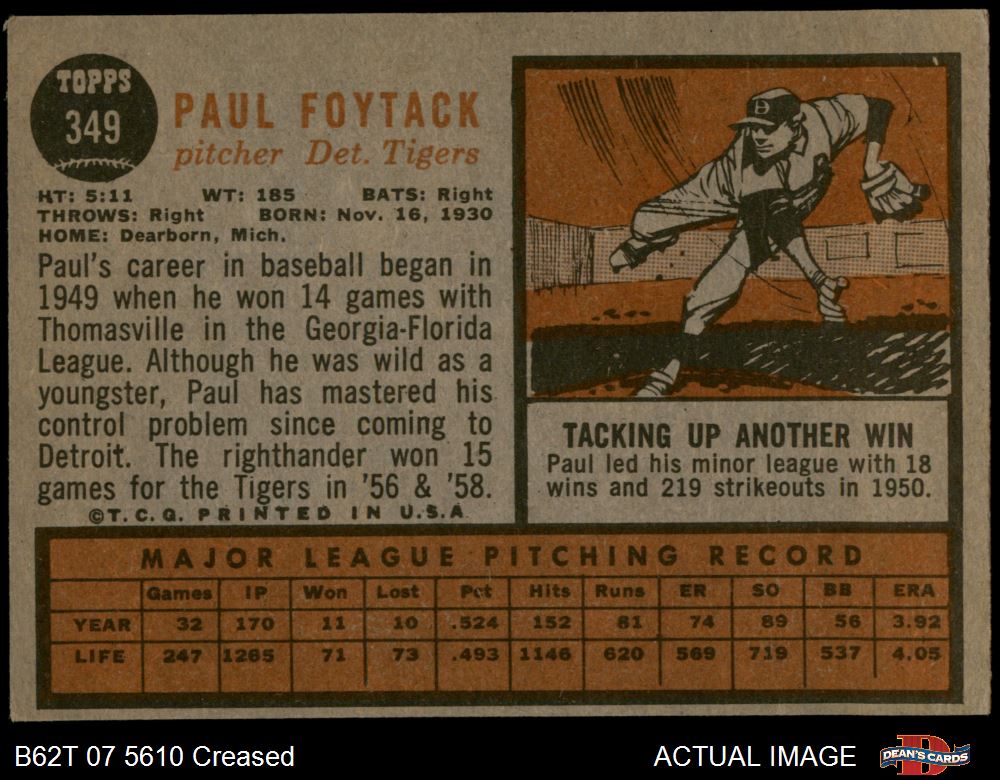 TOPPS
349
PAUL FOYTACK
pitcher Det. Tigers
HT: 5:11 WT: 185 BATS: Right
THROWS: Right BORN: Nov. 16, 1930
HOME: Dearborn, Mich.
Paul's career in baseball began in
1949 when he won 14 games with
Thomasville in the Georgia-Florida
League. Although he was wild as a
youngster, Paul has mastered his
control problem since coming to
Detroit. The righthander won 15
games for the Tigers in '56 & '58.
©T.C.G. PRINTED IN U.S.A.
D
TACKING UP ANOTHER WIN
Paul led his minor league with 18
wins and 219 strikeouts in 1950.
MAJOR LEAGUE PITCHING RECORD
Games IP Won Lost Pct Hits Runs ER SO BB ERA
YEAR 32 170 11 10 .524 152 81 74 89 56 3.92
LIFE 247 1265 71 73 .493 1146 620 569 719 537 4.05
B62T 07 5610 Creased
ACTUAL IMAGE
D
DEAN'S CARDS